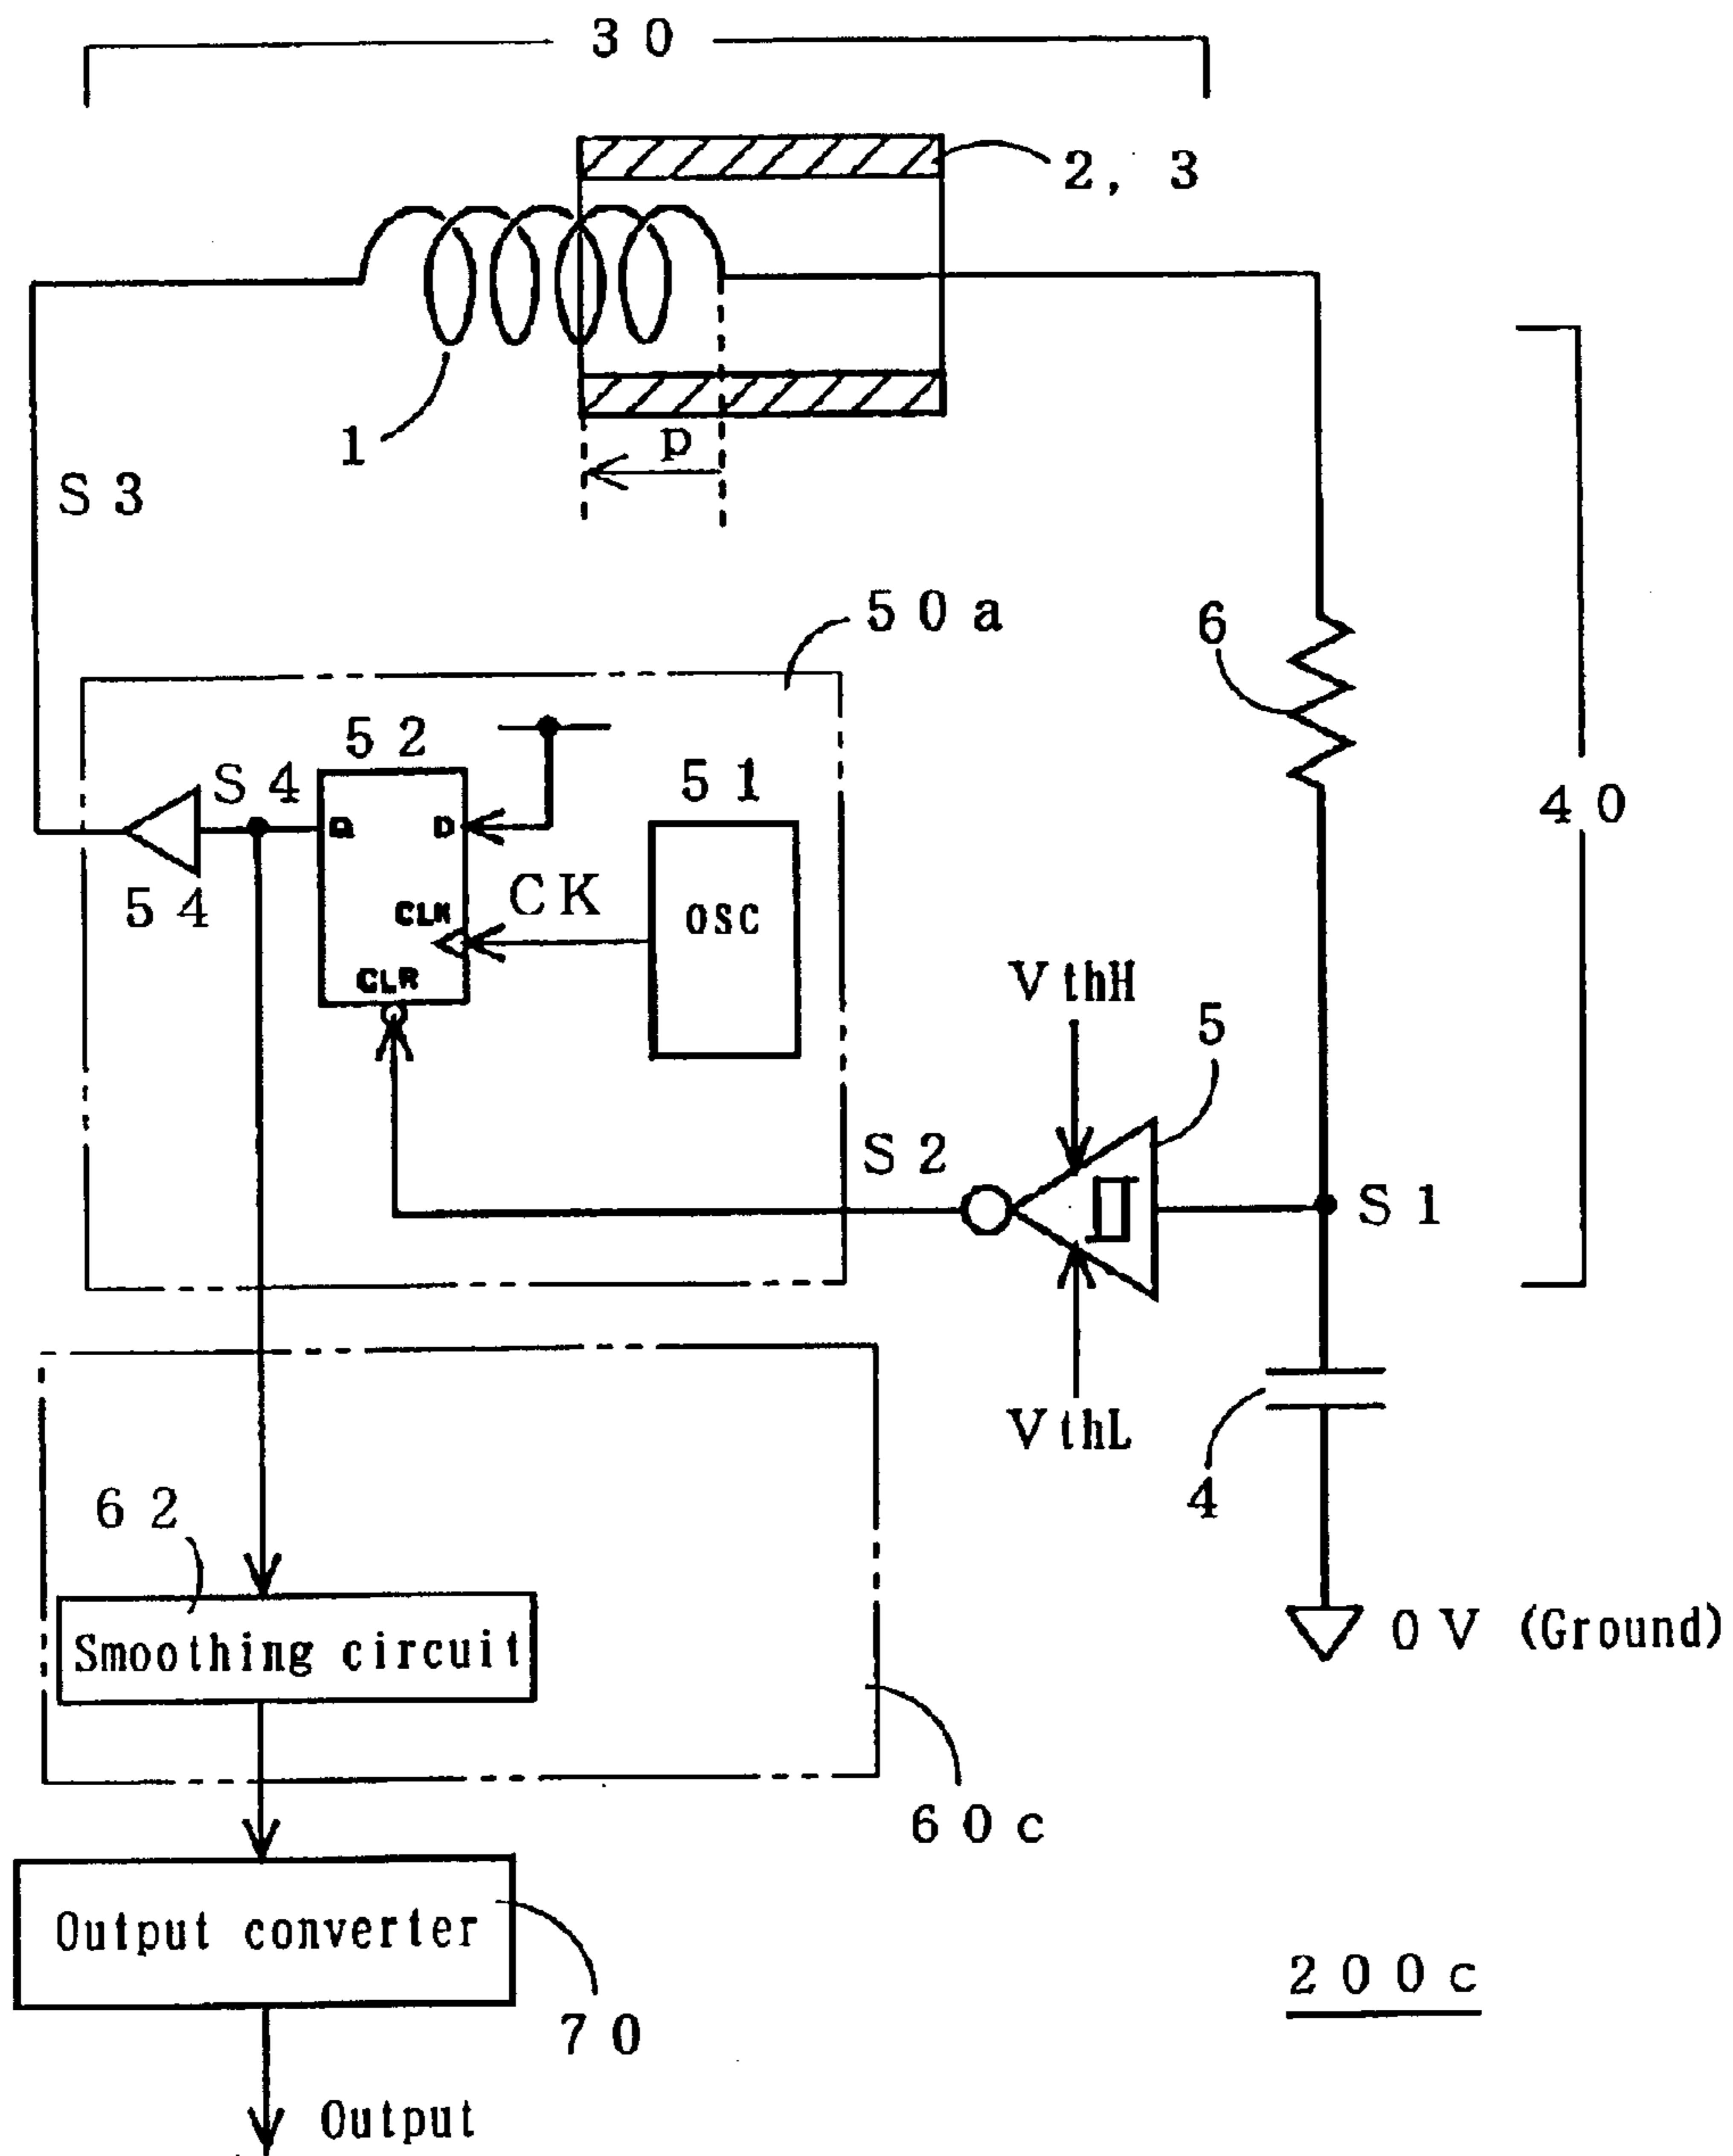 30
2, 3
1
p
S3
50a
6
52
51
S4
40
Q
D
54
CK
CLK
OSC
CLR
VthH
5
S2
S1
VthL
4
62
Smoothing circuit
0V (Ground)
60c
Output converter
200c
70
Output